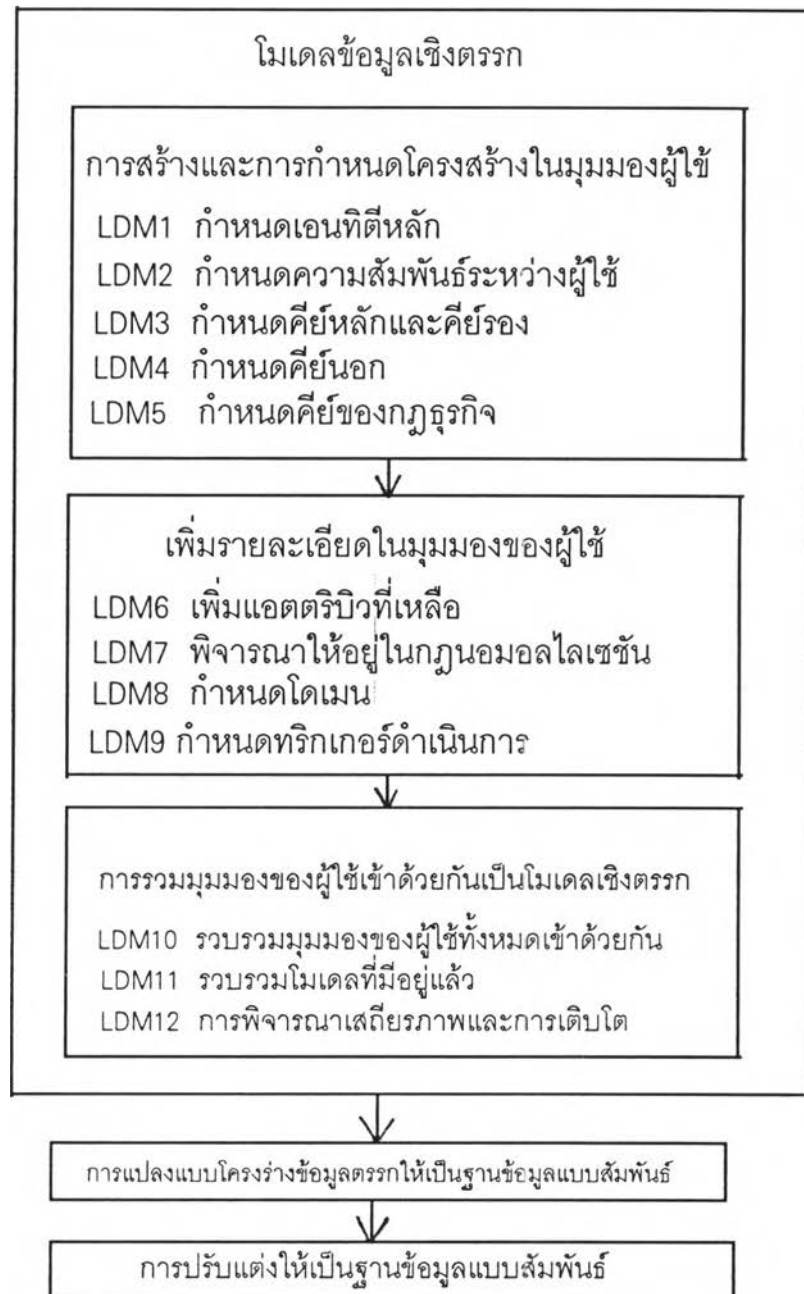 โมเดลข้อมูลเชิงตรรก
การสร้างและการกำหนดโครงสร้างในมุมมองผู้ใช้
LDM1 กำหนดเอนทิตีหลัก
LDM2 กำหนดความสัมพันธ์ระหว่างผู้ใช้
LDM3 กำหนดคีย์หลักและคีย์รอง
LDM4 กำหนดคีย์นอก
LDM5 กำหนดคีย์ของกฎธุรกิจ
เพิ่มรายละเอียดในมุมมองของผู้ใช้
LDM6 เพิ่มแอตตริบิวที่เหลือ
LDM7 พิจารณาให้อยู่ในกฎนอมอลไลเซชัน
LDM8 กำหนดโดเมน
LDM9 กำหนดทริกเกอร์ดำเนินการ
การรวมมุมมองของผู้ใช้เข้าด้วยกันเป็นโมเดลเชิงตรรก
LDM10 รวบรวมมุมมองของผู้ใช้ทั้งหมดเข้าด้วยกัน
LDM11 รวบรวมโมเดลที่มีอยู่แล้ว
LDM12 การพิจารณาเสถียรภาพและการเติบโต
การแปลงแบบโครงร่างข้อมูลตรรกให้เป็นฐานข้อมูลแบบสัมพันธ์
การปรับแต่งให้เป็นฐานข้อมูลแบบสัมพันธ์